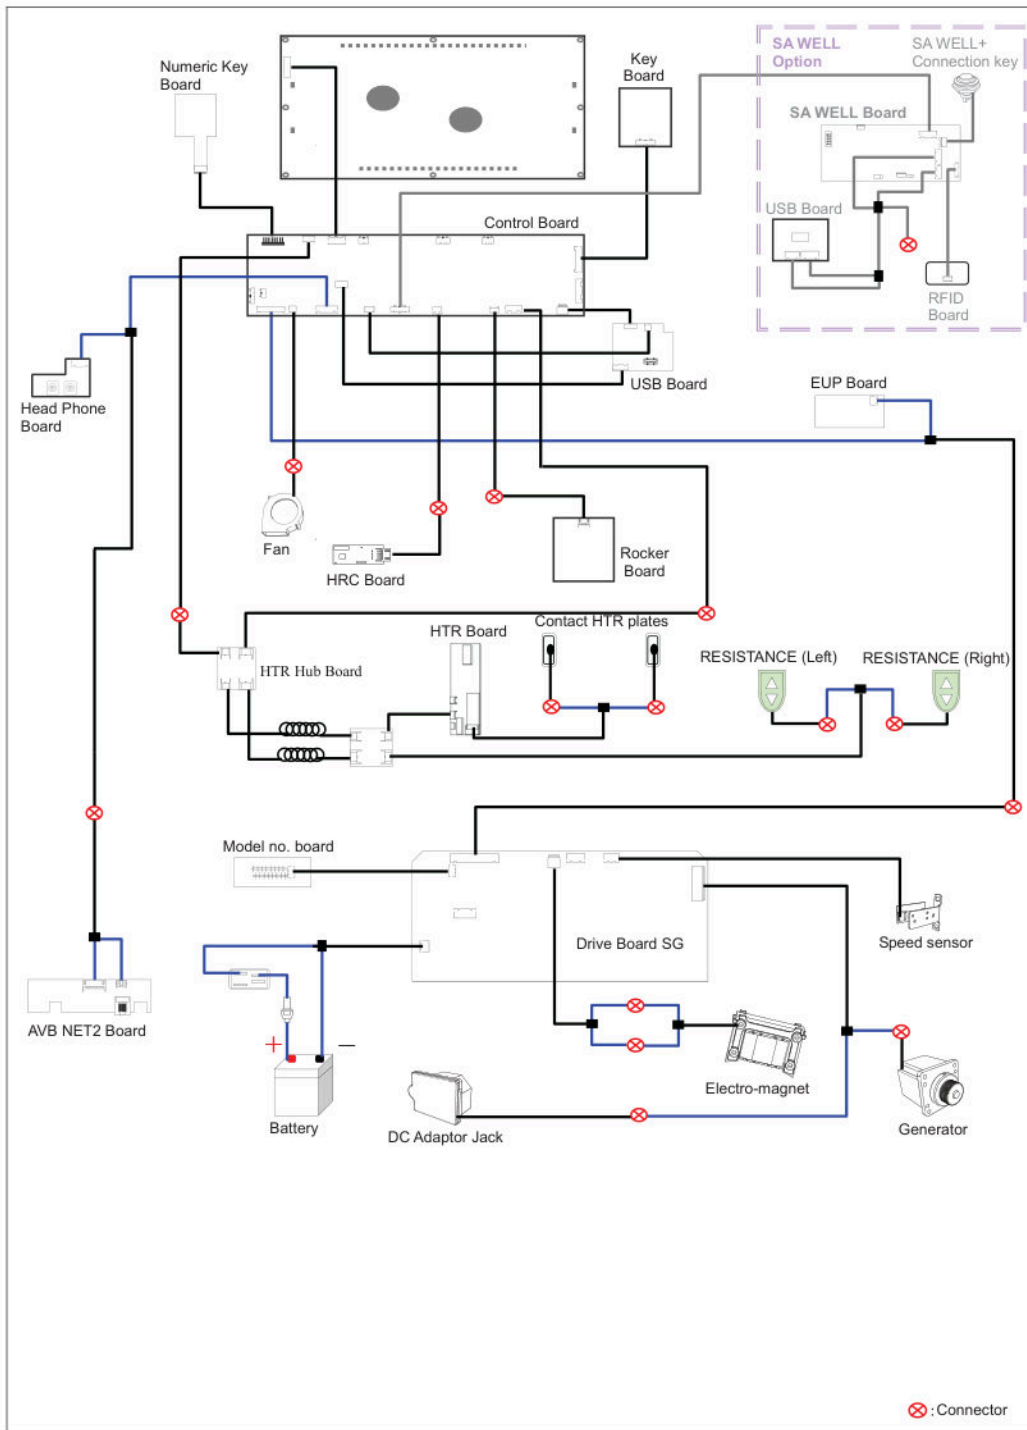 Numeric Key
Board
Key
Board
SA WELL
Option
SA WELL+
Connection key
SA WELL Board
USB Board
RFID
Board
Control Board
Head Phone
Board
USB Board
EUP Board
Fan
HRC Board
Rocker
Board
HTR Board
Contact HTR plates
HTR Hub Board
RESISTANCE (Left)
RESISTANCE (Right)
Model no. board
Drive Board SG
Speed sensor
AVB NET2 Board
+
−
Battery
DC Adaptor Jack
Electro-magnet
Generator
: Connector